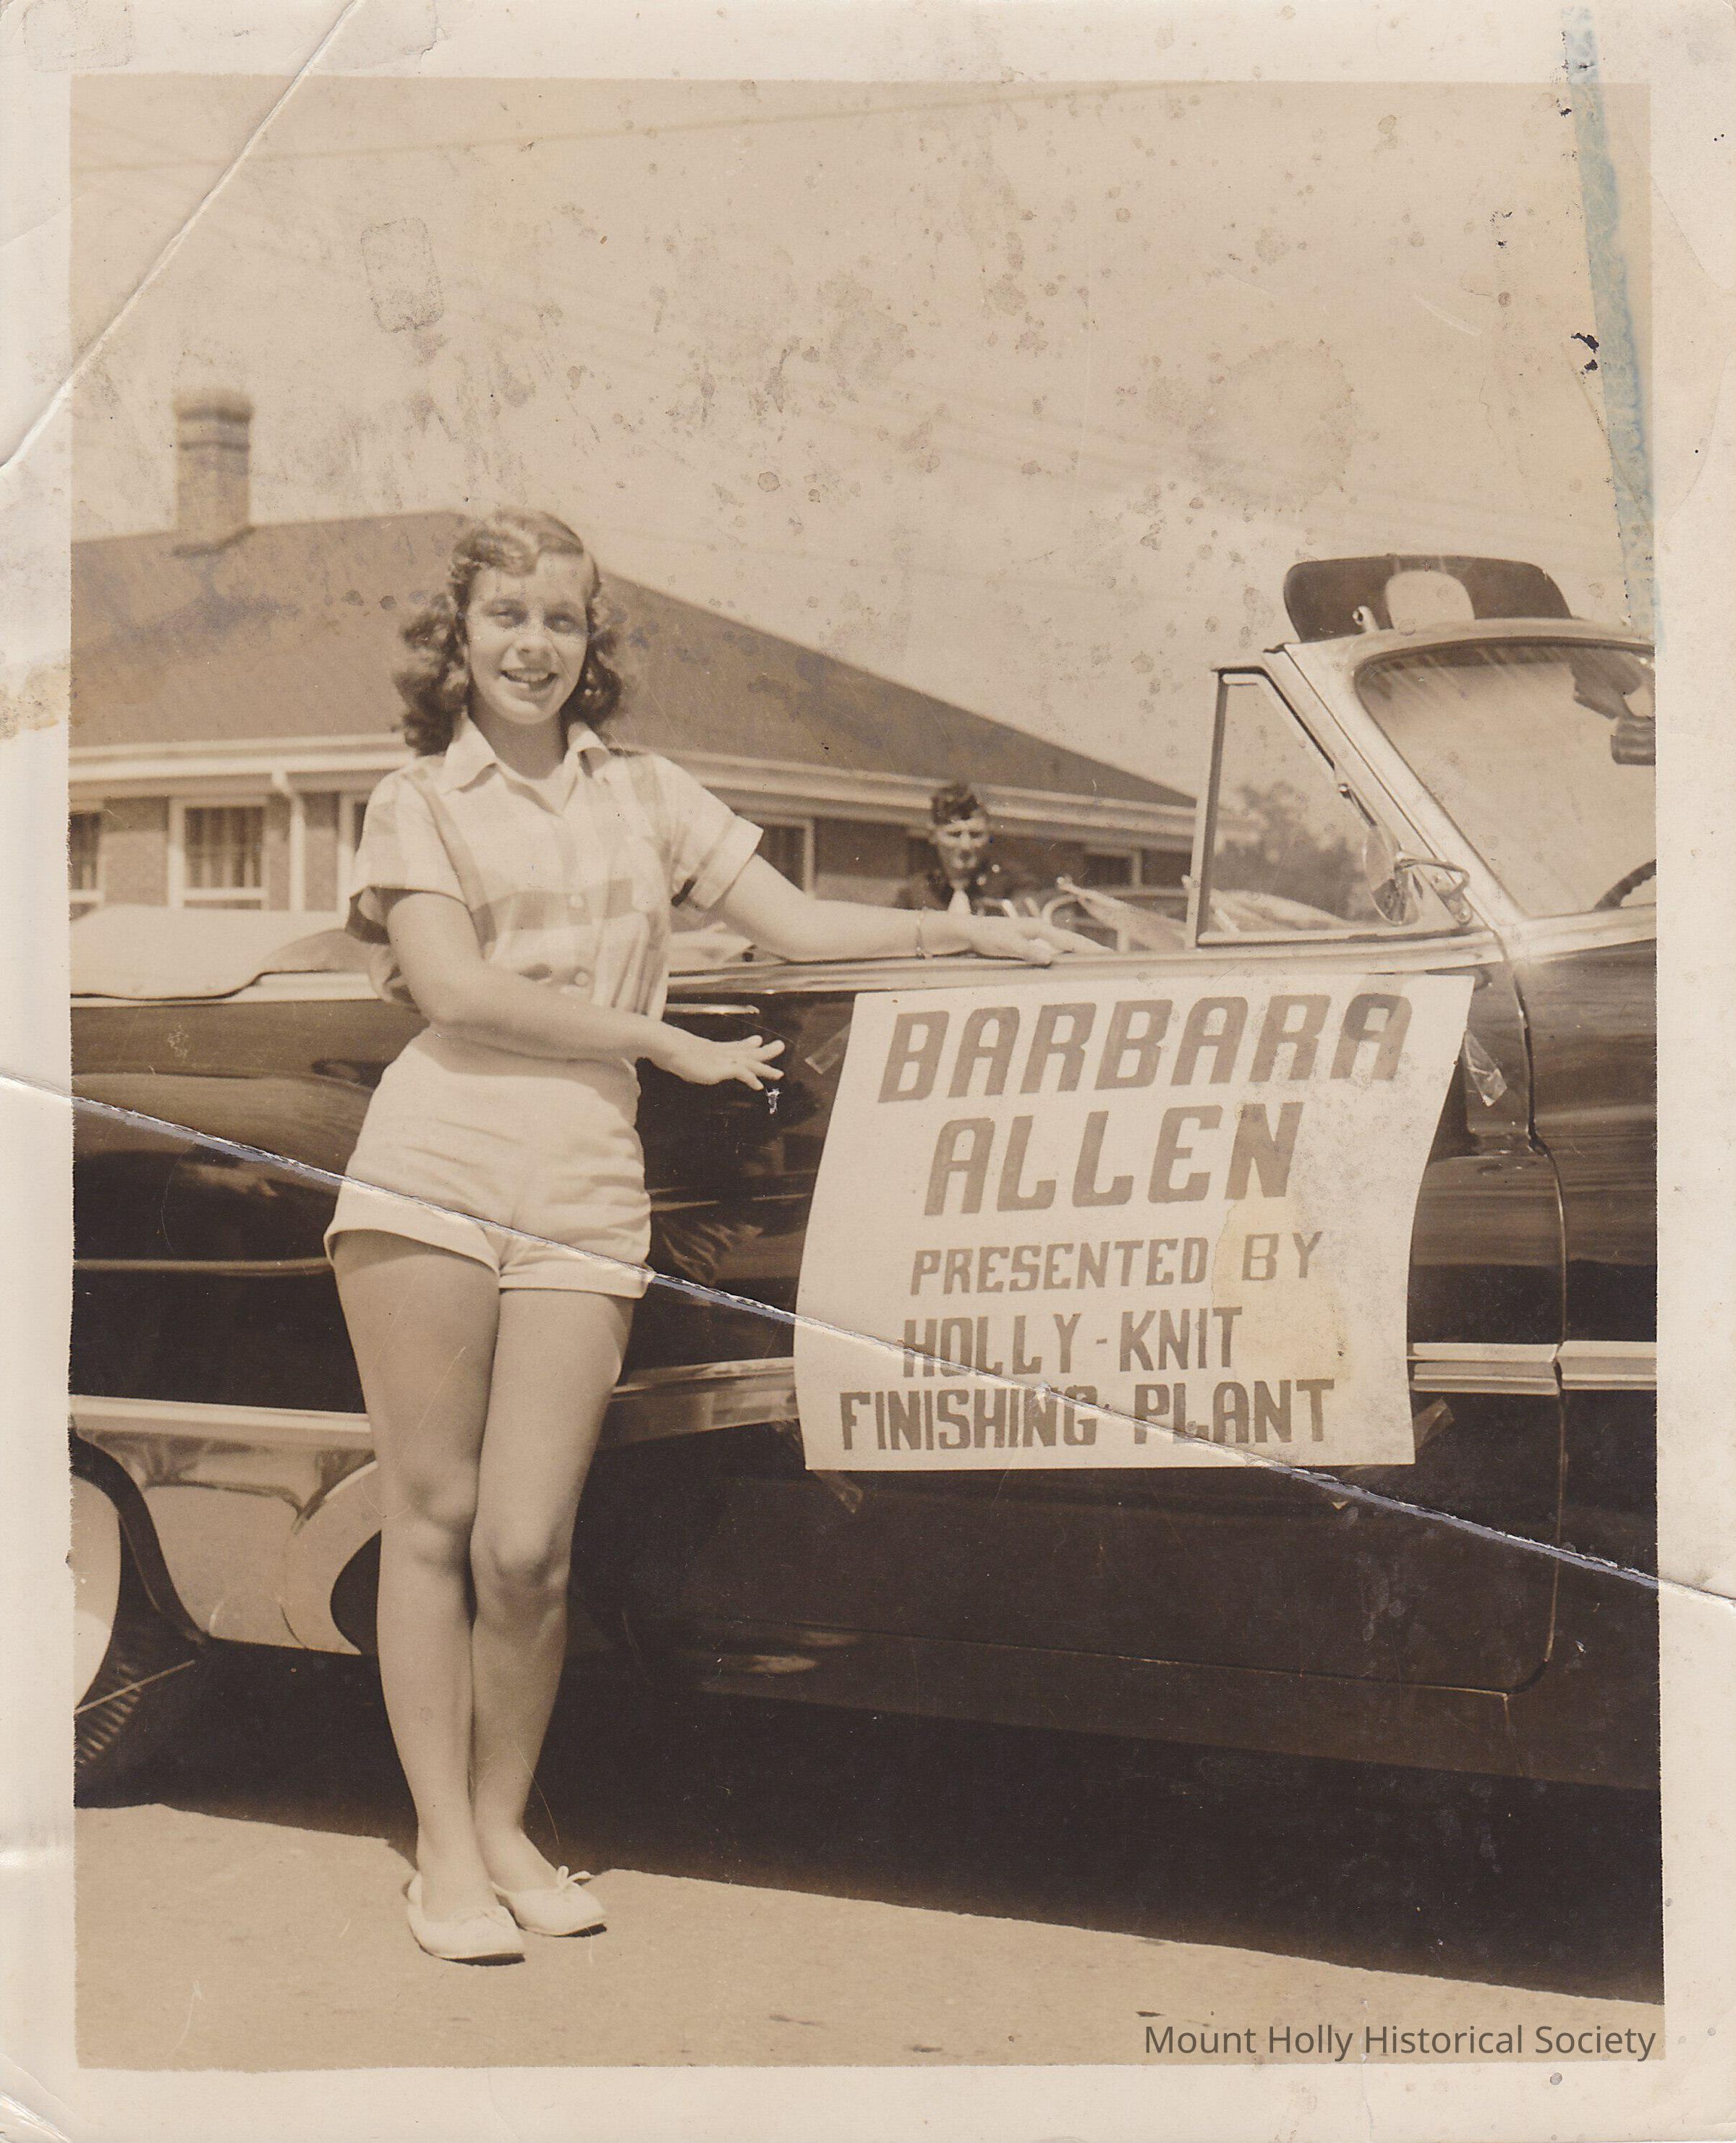 BARBARA
ALLEN
PRESENTED BY
HOLLY-KNIT
FINISHING PLANT
Mount Holly Historical Society